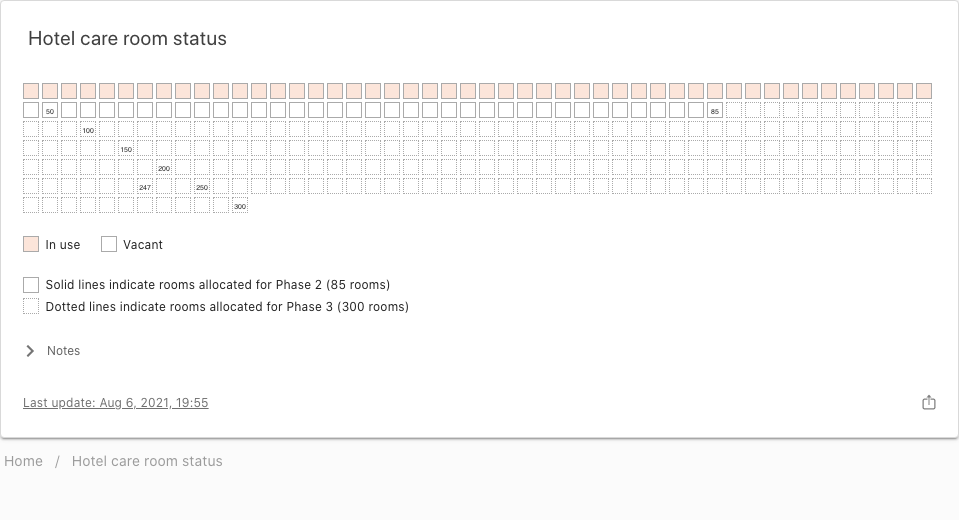 Hotel care room status
50 85
100
150
200
247 250
300
In use Vacant
Solid lines indicate rooms allocated for Phase 2 (85 rooms)
Dotted lines indicate rooms allocated for Phase 3 (300 rooms)
Notes
Last update: Aug 6, 2021, 19:55
Home / Hotel care room status